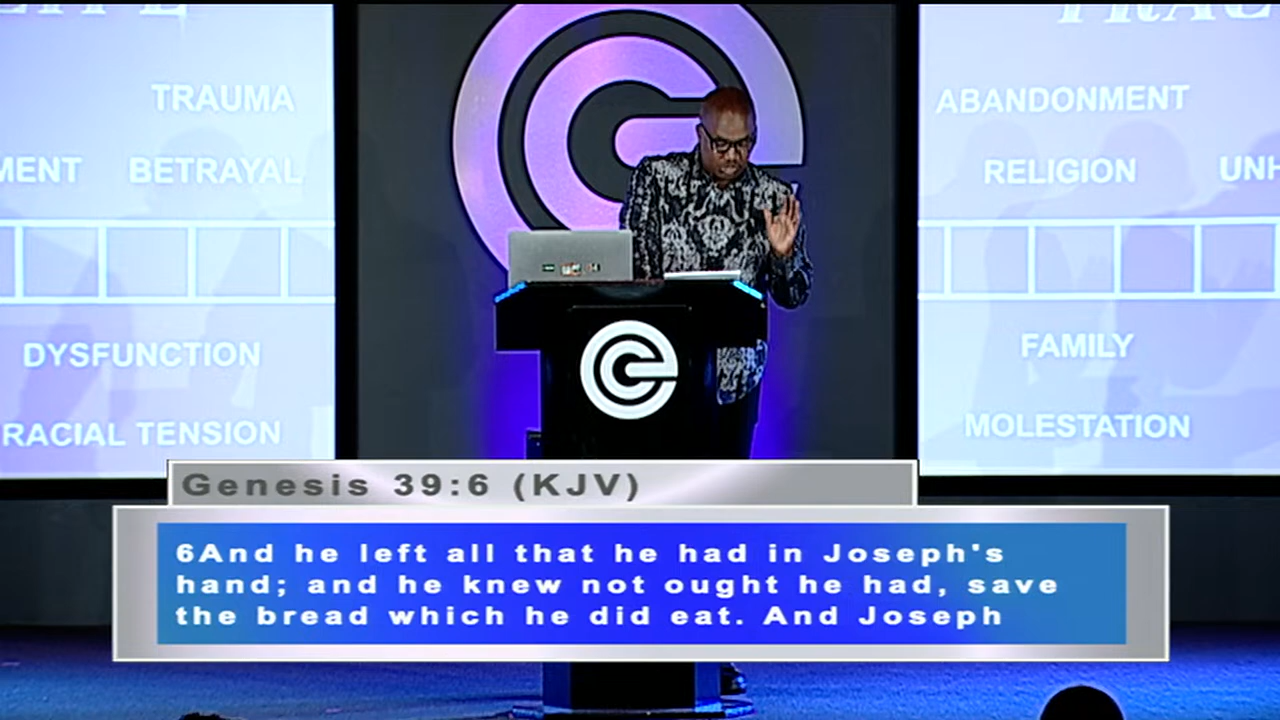 TRAUMA
MENT BETRAYAL
DYSFUNCTION
RACIAL TENSION
ABANDONMENT
RELIGION UNH
FAMILY
MOLESTATION
Genesis 39:6 (KJV)
6And he left all that he had in Joseph's
hand; and he knew not ought he had, save
the bread which he did eat. And Joseph